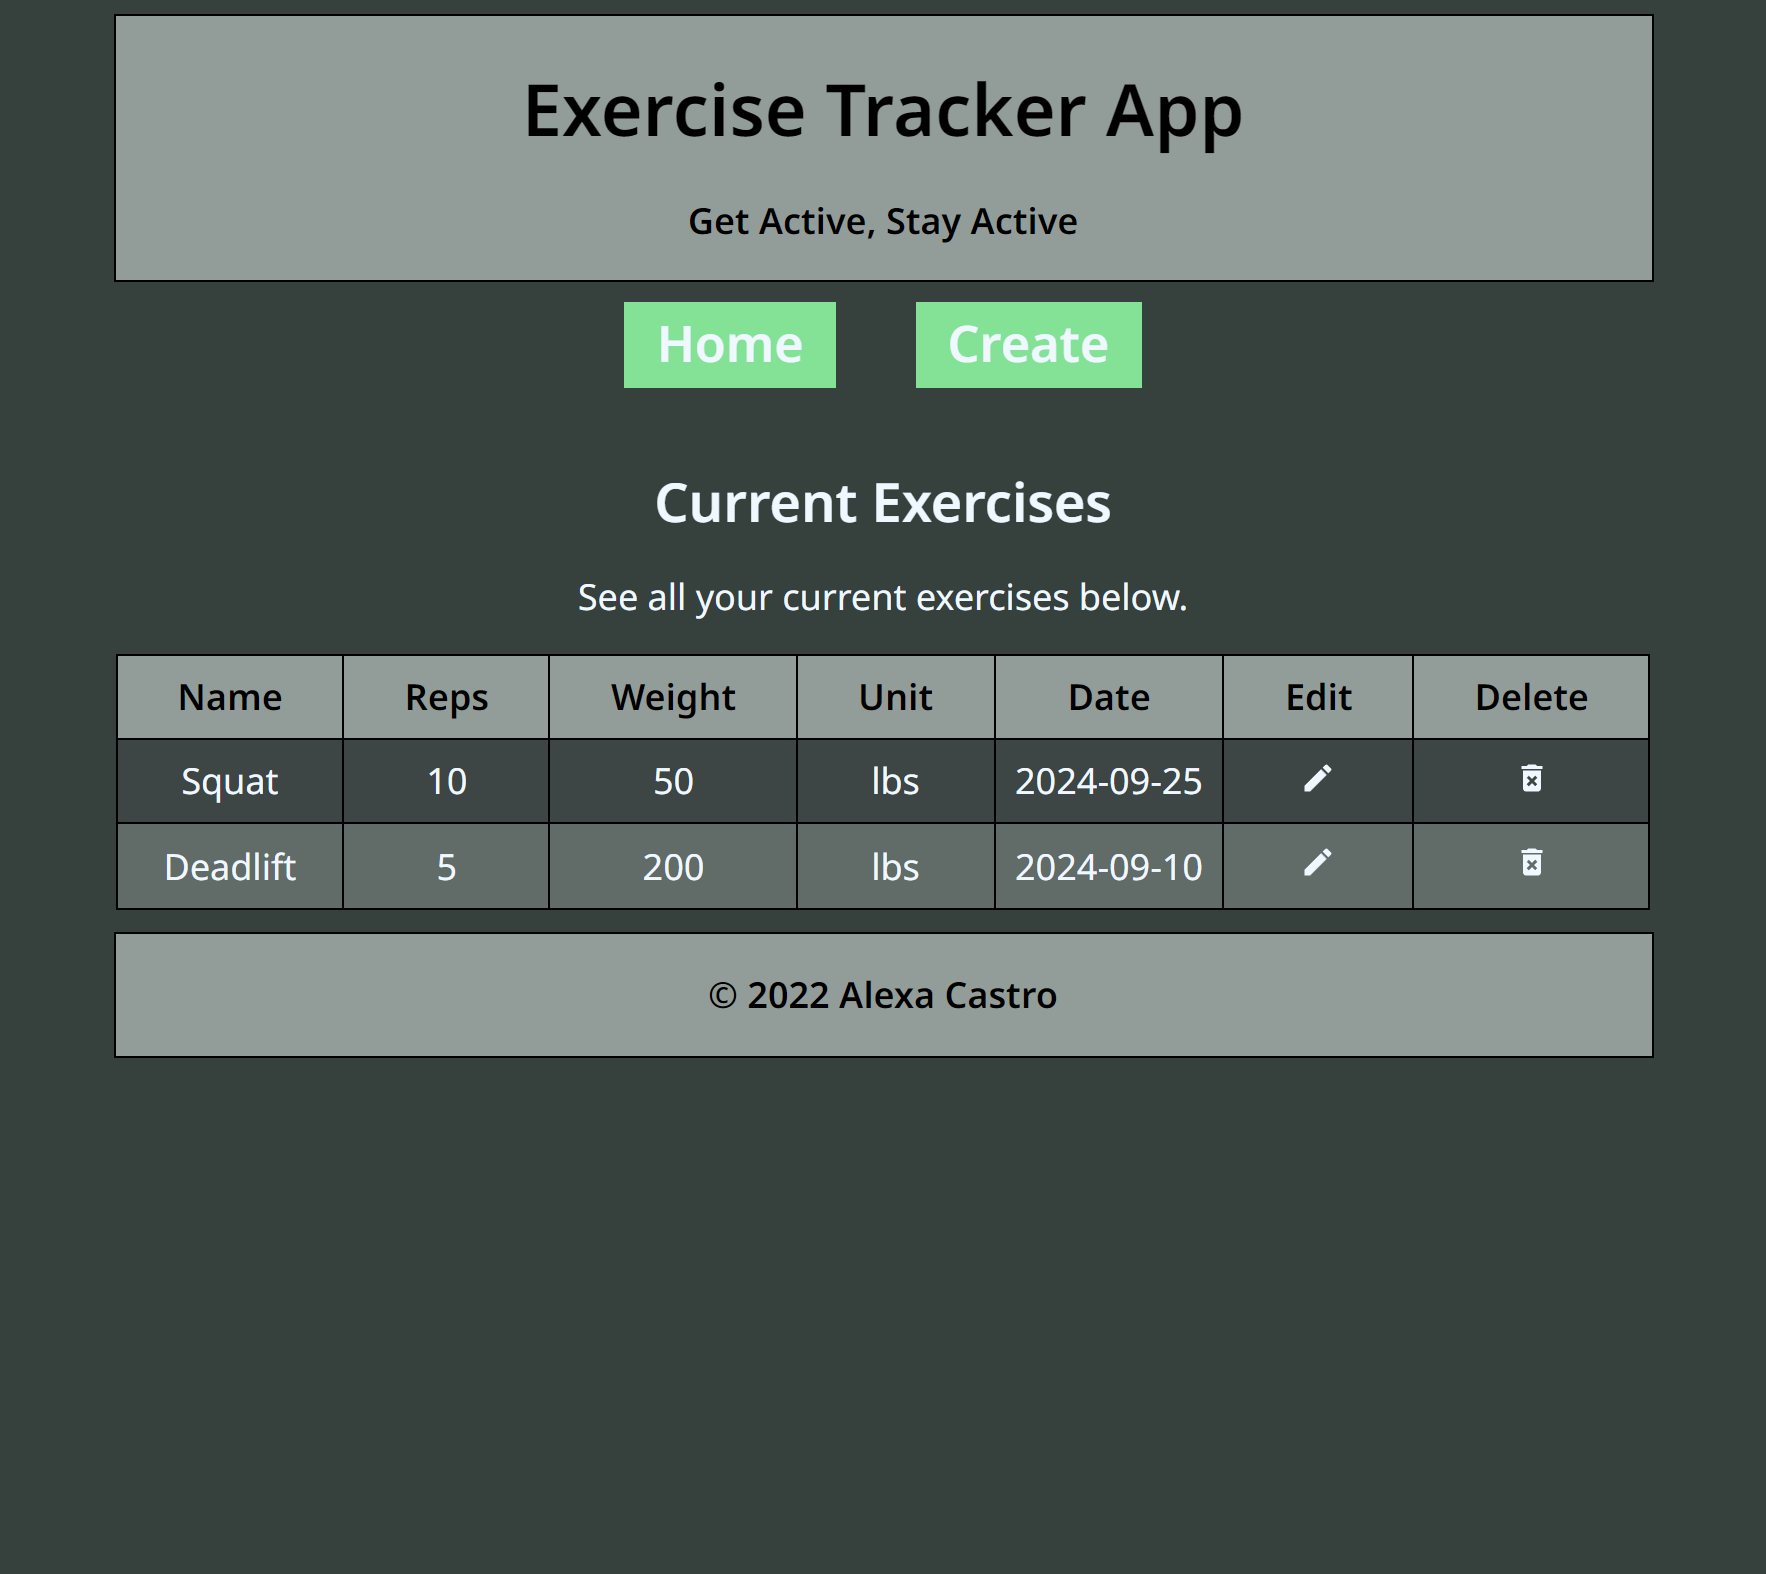 Exercise Tracker App
Get Active, Stay Active
Home Create
Current Exercises
See all your current exercises below.
Name Reps Weight Unit Date Edit Delete
Squat 10 50 lbs 2024-09-25
Deadlift 5 200 lbs 2024-09-10
© 2022 Alexa Castro